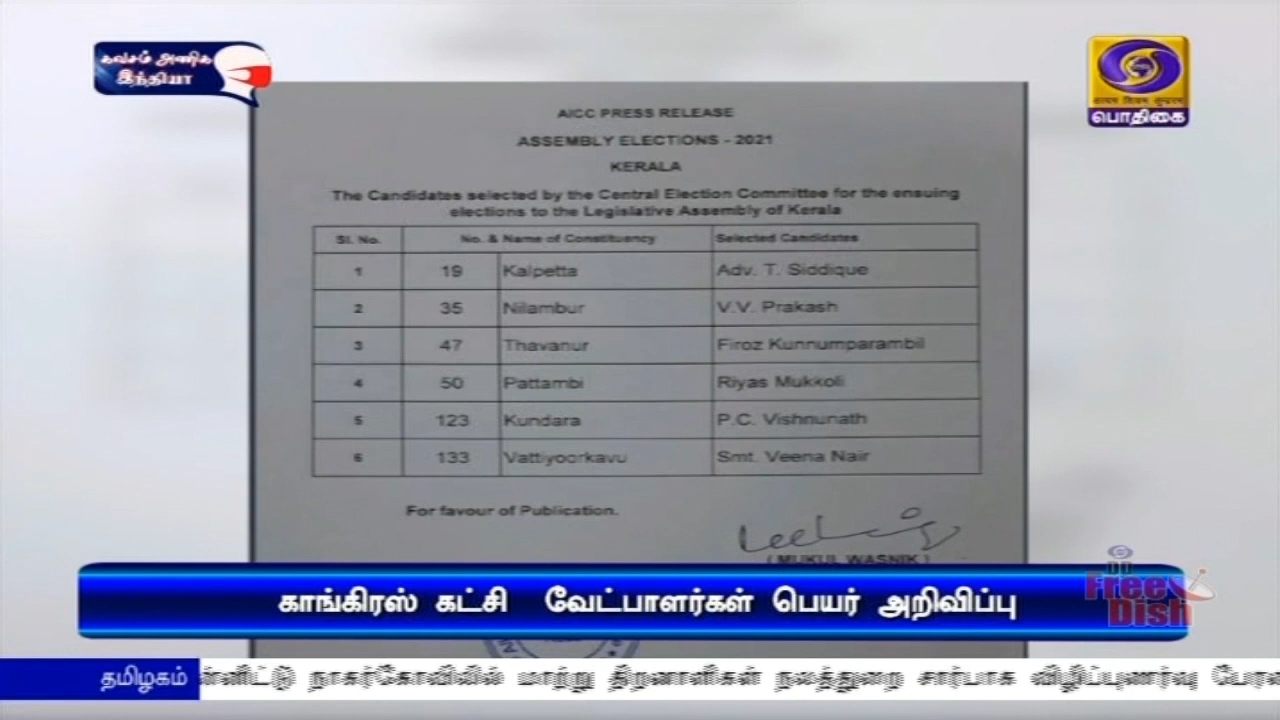 கவசம் அணிக
இந்தியா
பொதிகை
AICC PRESS RELEASE
ASSEMBLY ELECTIONS - 2021
KERALA
The Candidates selected by the Central Election Committee for the ensuing
elections to the Legislative Assembly of Kerala
Sl. No. No. & Name of Constituency Selected Candidates
1 19 Kalpetta Adv. T. Siddique
2 35 Nilambur V.V. Prakash
3 47 Thavanur Firoz Kunnumparambil
4 50 Pattambi Riyas Mukkoli
5 123 Kundara P.C. Vishnunath
6 133 Vattiyoorkavu Smt. Veena Nair
For favour of Publication.
( MUKUL WASNIK )
காங்கிரஸ் கட்சி வேட்பாளர்கள் பெயர் அறிவிப்பு
DD
Free
Dish
தமிழகம் நாகர்கோவிலில் மாற்று திறனாளிகள் நலத்துறை சார்பாக விழிப்புணர்வு